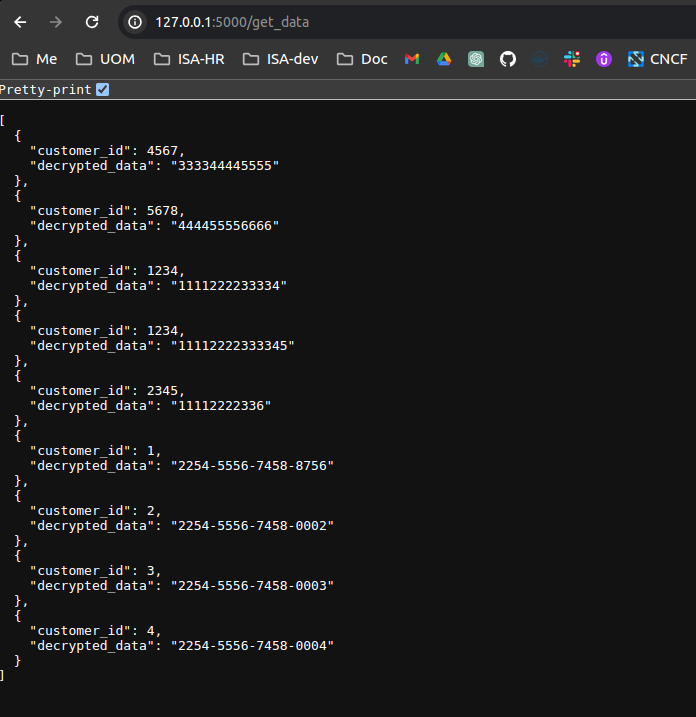 127.0.0.1:5000/get_data
Me UOM ISA-HR ISA-dev Doc CNCF
Pretty-print
[
  {
    "customer_id": 4567,
    "decrypted_data": "333344445555"
  },
  {
    "customer_id": 5678,
    "decrypted_data": "444455556666"
  },
  {
    "customer_id": 1234,
    "decrypted_data": "1111222233334"
  },
  {
    "customer_id": 1234,
    "decrypted_data": "11112222333345"
  },
  {
    "customer_id": 2345,
    "decrypted_data": "11112222336"
  },
  {
    "customer_id": 1,
    "decrypted_data": "2254-5556-7458-8756"
  },
  {
    "customer_id": 2,
    "decrypted_data": "2254-5556-7458-0002"
  },
  {
    "customer_id": 3,
    "decrypted_data": "2254-5556-7458-0003"
  },
  {
    "customer_id": 4,
    "decrypted_data": "2254-5556-7458-0004"
  }
]